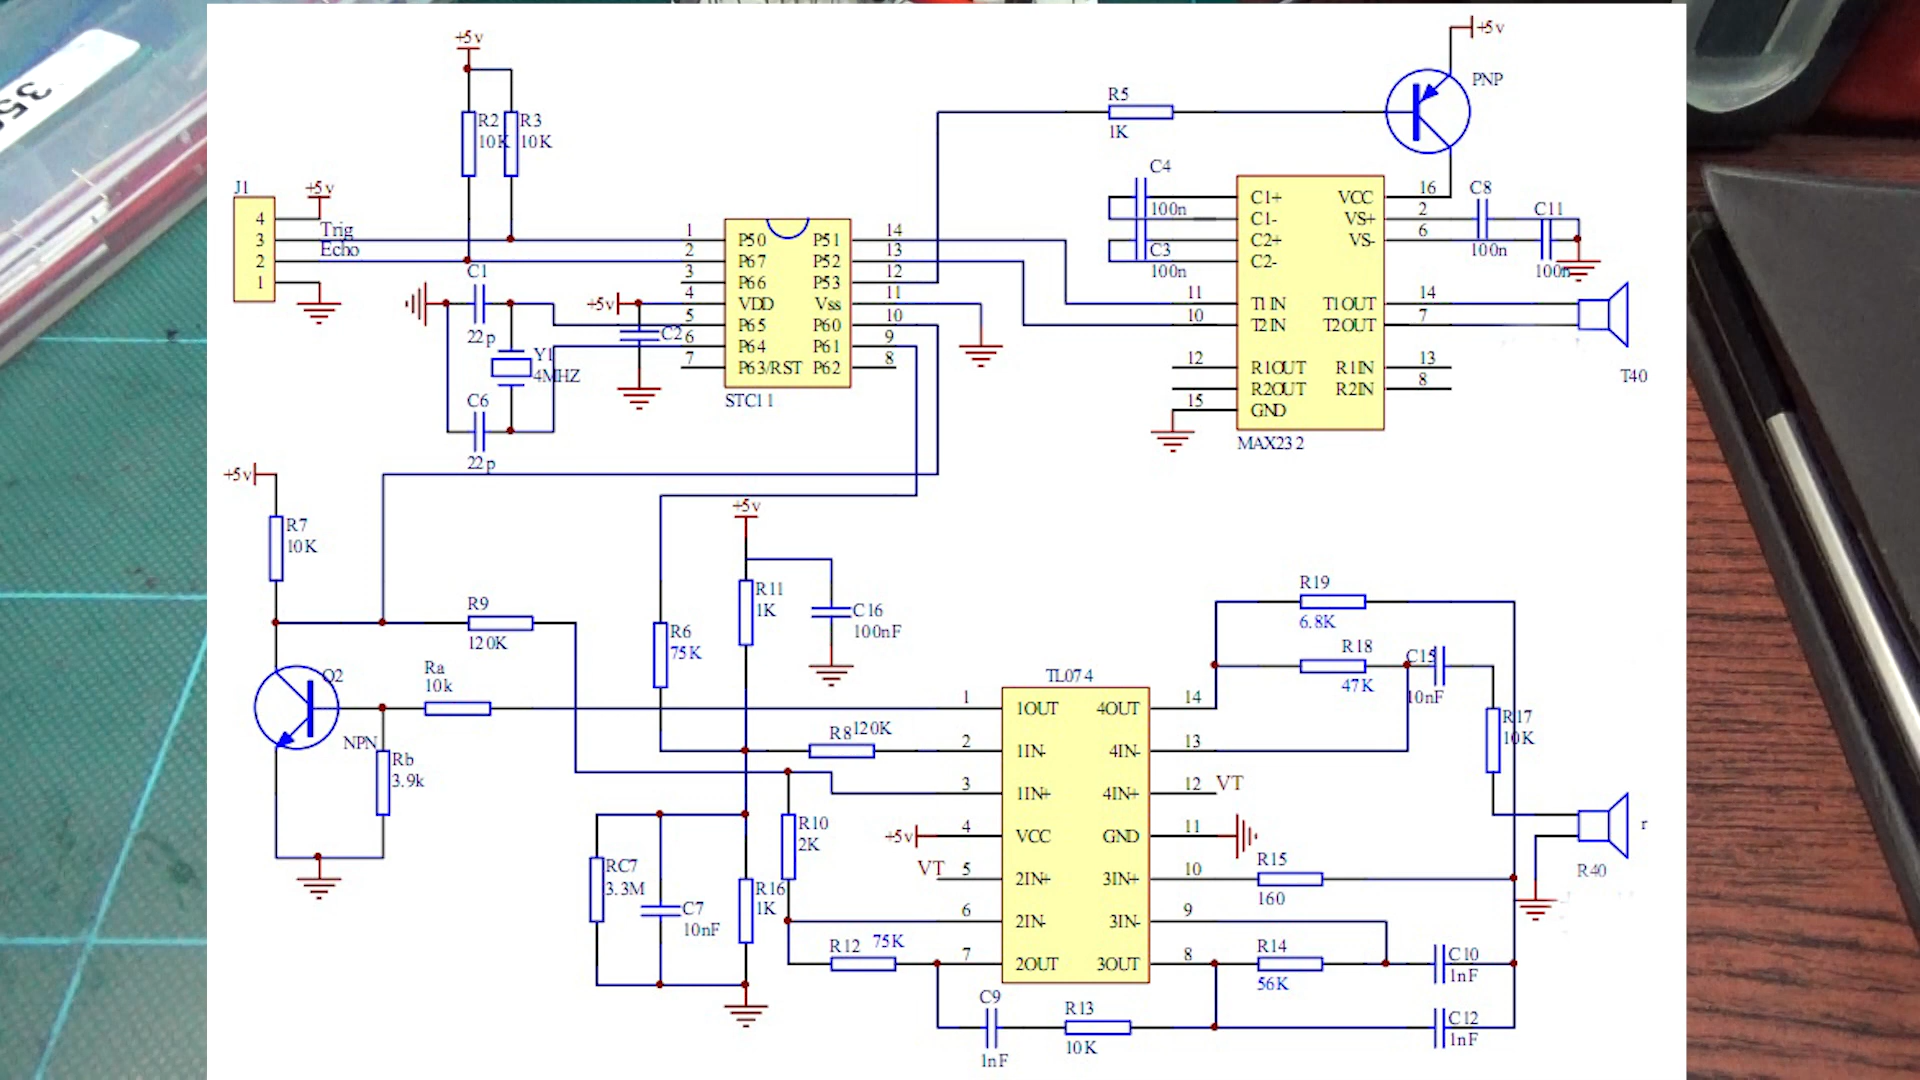 35
+5v
R2
10K
R3
10K
J1
+5v
4
3
2
1
Trig
Echo
C1
22p
Y1
4MHZ
C6
22p
+5v
C2
1
2
3
4
5
6
7
P50
P67
P66
VDD
P65
P64
P63/RST
P51
P52
P53
Vss
P60
P61
P62
14
13
12
11
10
9
8
STC11
R5
1K
+5v
PNP
C4
100n
C3
100n
C1+
C1-
C2+
C2-
11
10
T1IN
T2IN
12
R1OUT
R2OUT
15
GND
VCC
VS+
VS-
T1OUT
T2OUT
R1IN
R2IN
16
2
6
14
7
13
8
MAX232
C8
100n
C11
100n
T40
+5v
R7
10K
R9
120K
Q2
NPN
Ra
10k
Rb
3.9k
+5v
R11
1K
C16
100nF
R6
75K
R8
120K
R10
2K
RC7
3.3M
C7
10nF
R16
1K
R12
75K
C9
1nF
R13
10K
TL074
1
2
3
4
5
6
7
+5v
VT
1OUT
1IN-
1IN+
VCC
2IN+
2IN-
2OUT
4OUT
4IN-
4IN+
GND
3IN+
3IN-
3OUT
14
13
12
11
10
9
8
VT
R19
6.8K
R18
47K
C15
10nF
R17
10K
R15
160
R14
56K
C10
1nF
C12
1nF
R40
r